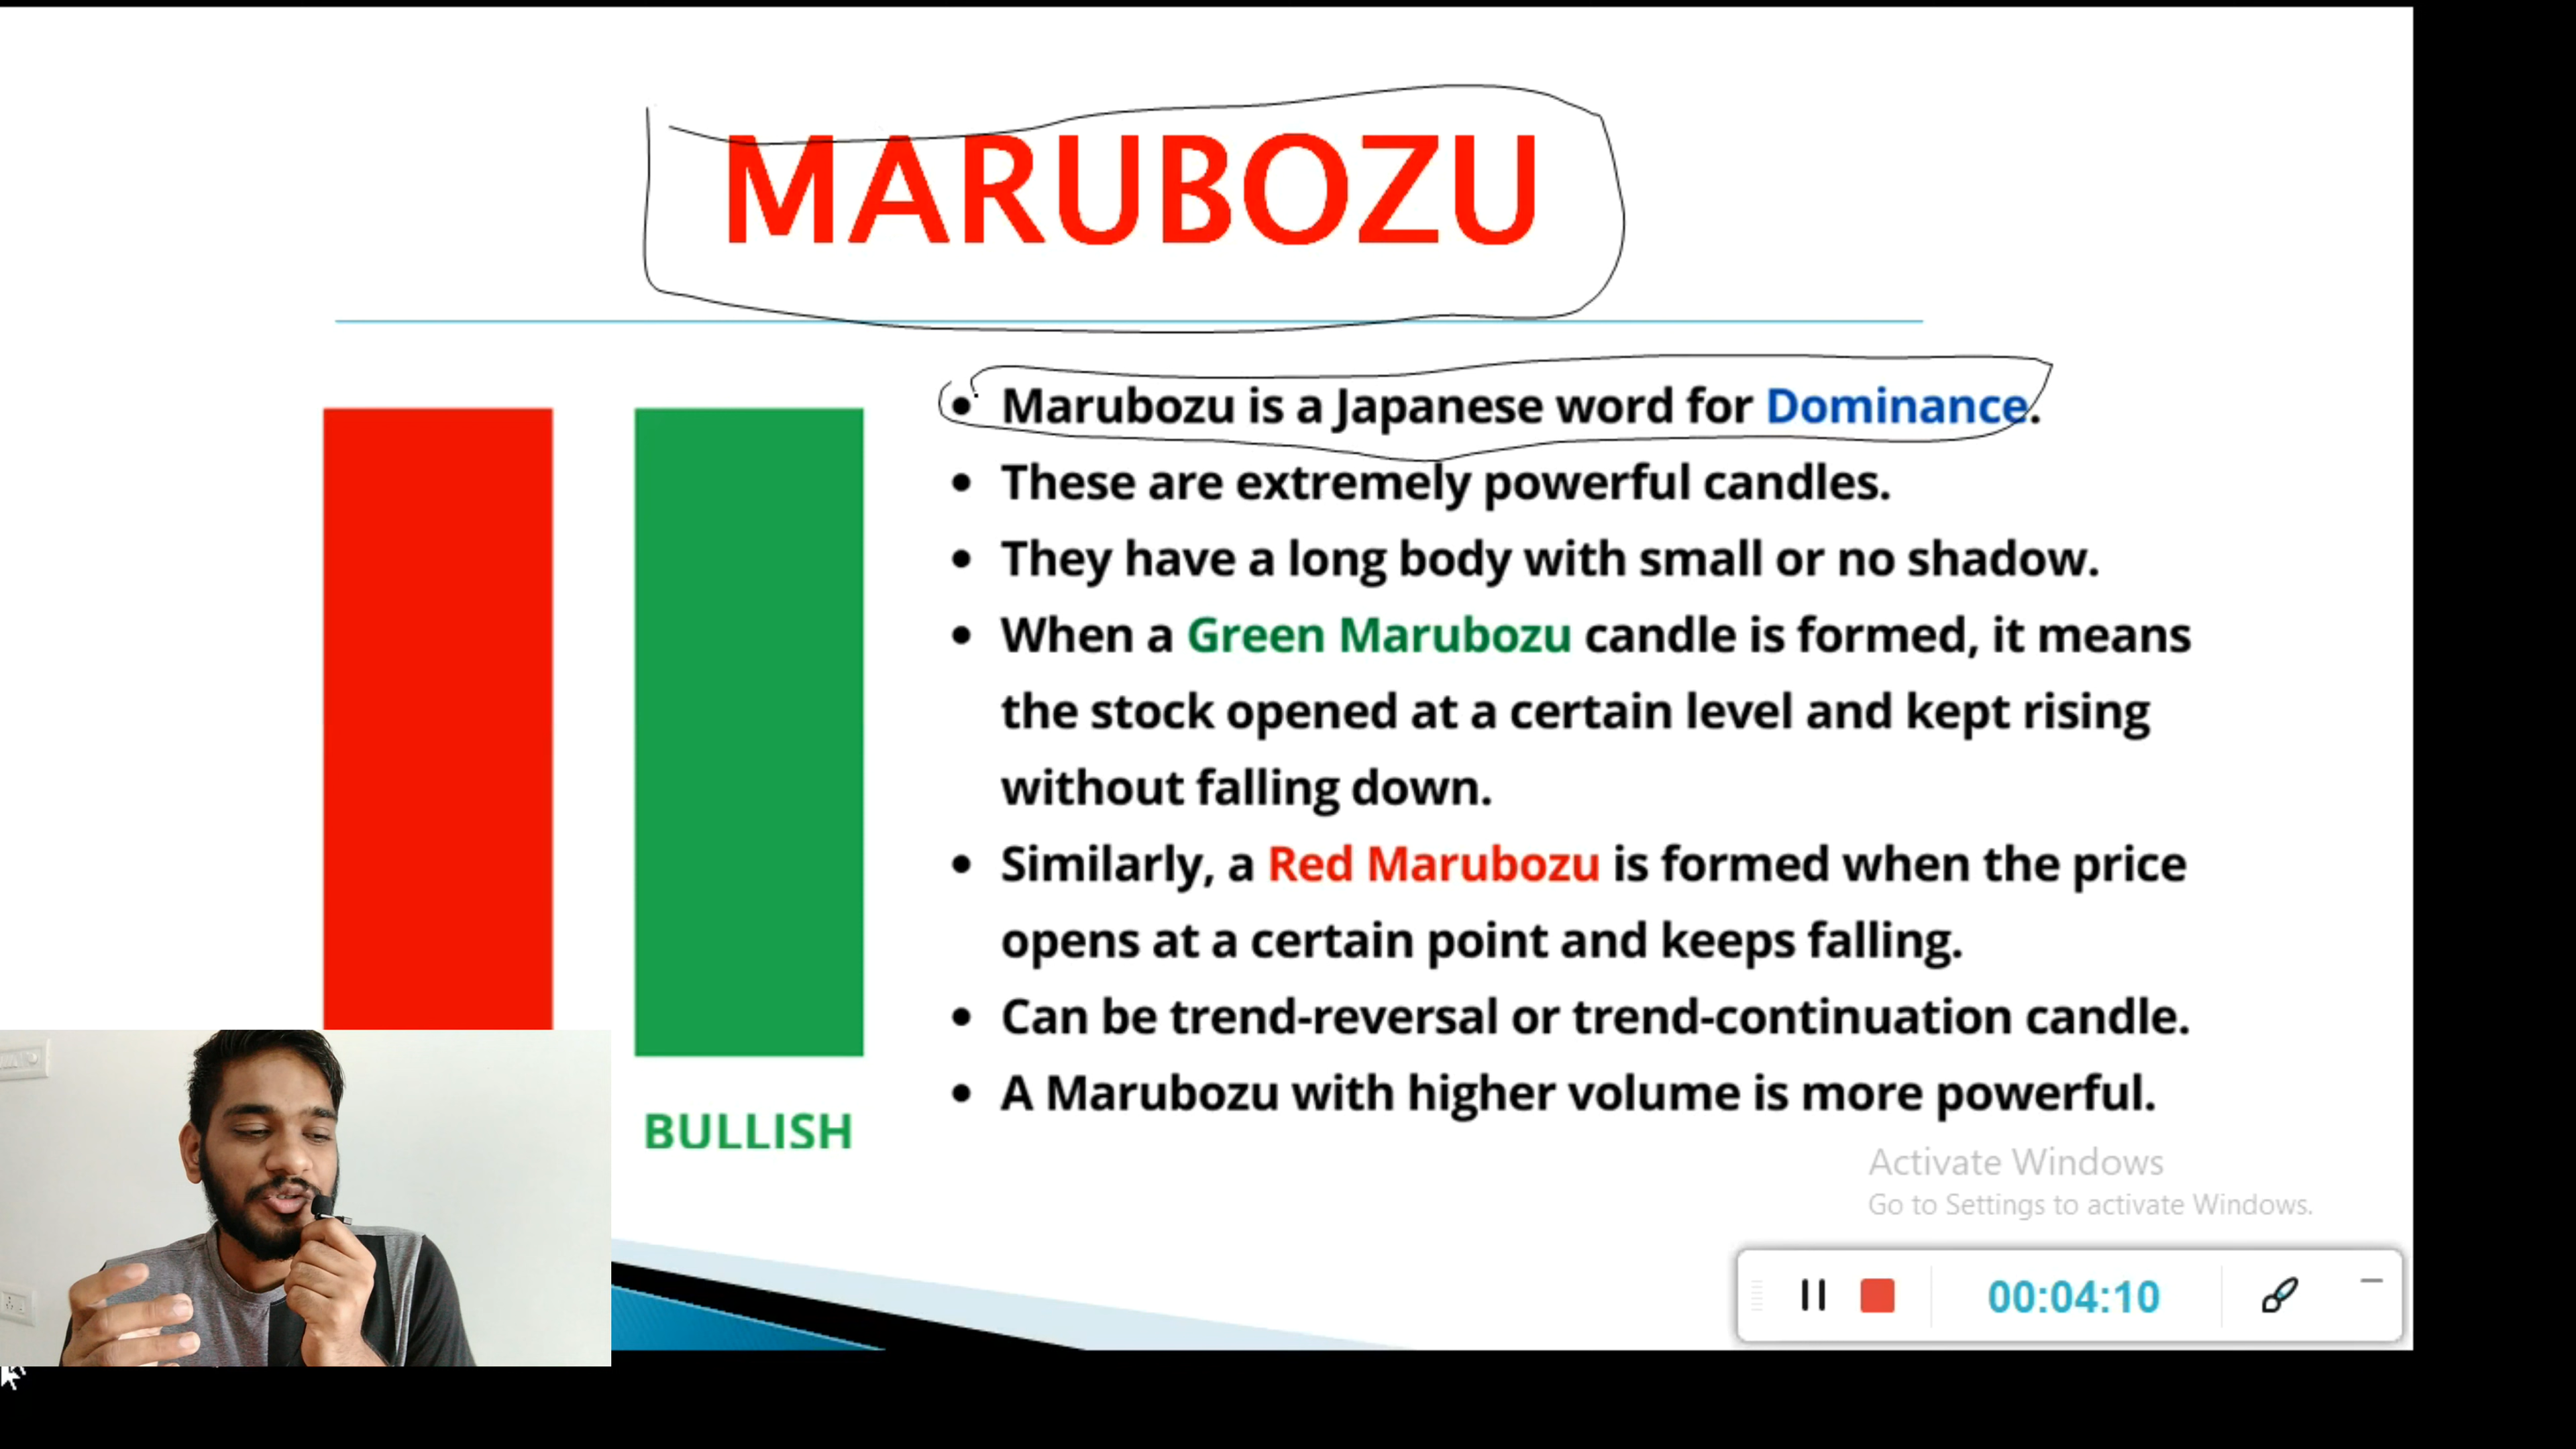 MARUBOZU
• Marubozu is a Japanese word for Dominance.
• These are extremely powerful candles.
• They have a long body with small or no shadow.
• When a Green Marubozu candle is formed, it means
the stock opened at a certain level and kept rising
without falling down.
• Similarly, a Red Marubozu is formed when the price
opens at a certain point and keeps falling.
• Can be trend-reversal or trend-continuation candle.
• A Marubozu with higher volume is more powerful.
BULLISH
Activate Windows
Go to Settings to activate Windows.
00:04:10